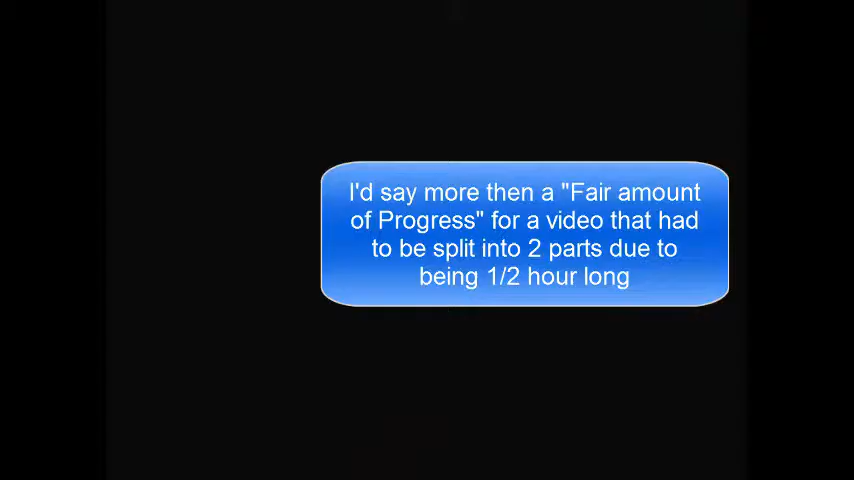 I'd say more then a "Fair amount
of Progress" for a video that had
to be split into 2 parts due to
being 1/2 hour long